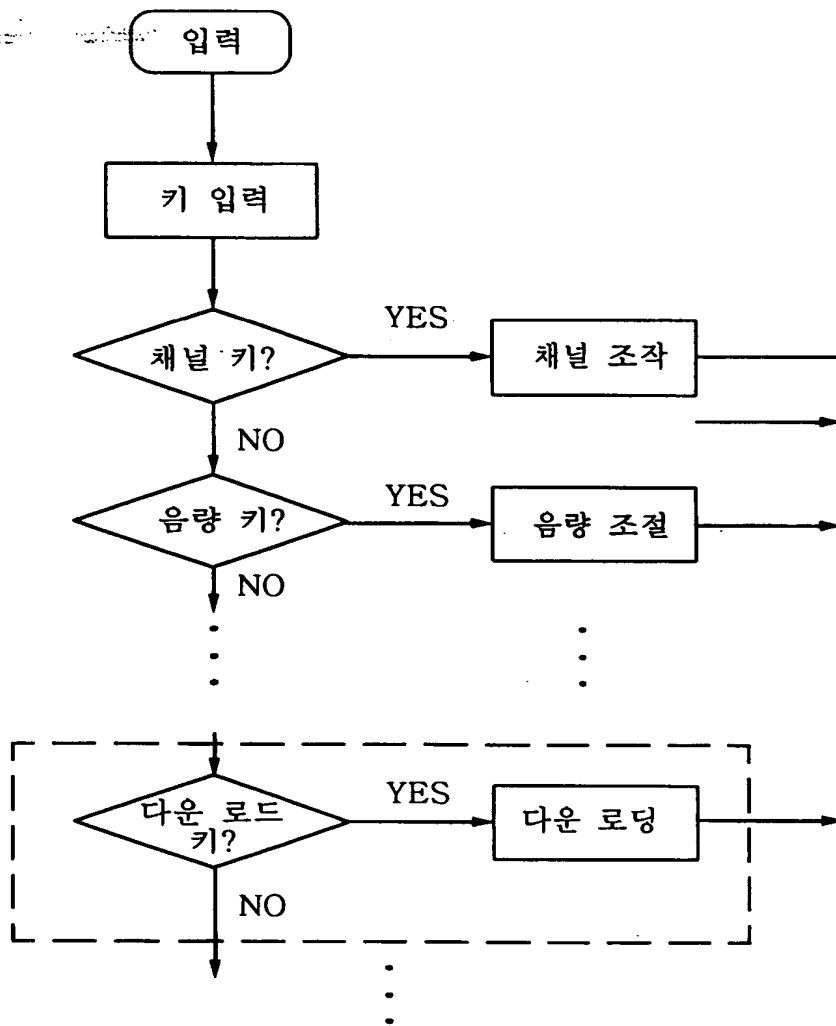 입력
키 입력
채널 키?
YES
채널 조작
NO
음량 키?
YES
음량 조절
NO
다운 로드
키?
YES
다운 로딩
NO